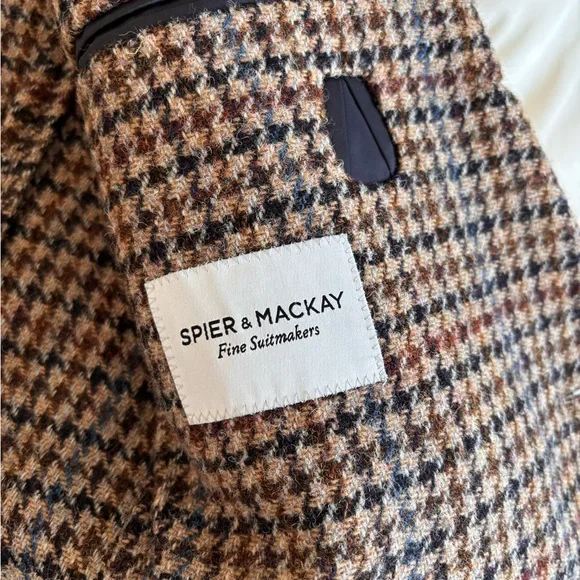 SPIER & MACKAY
Fine Suitmakers